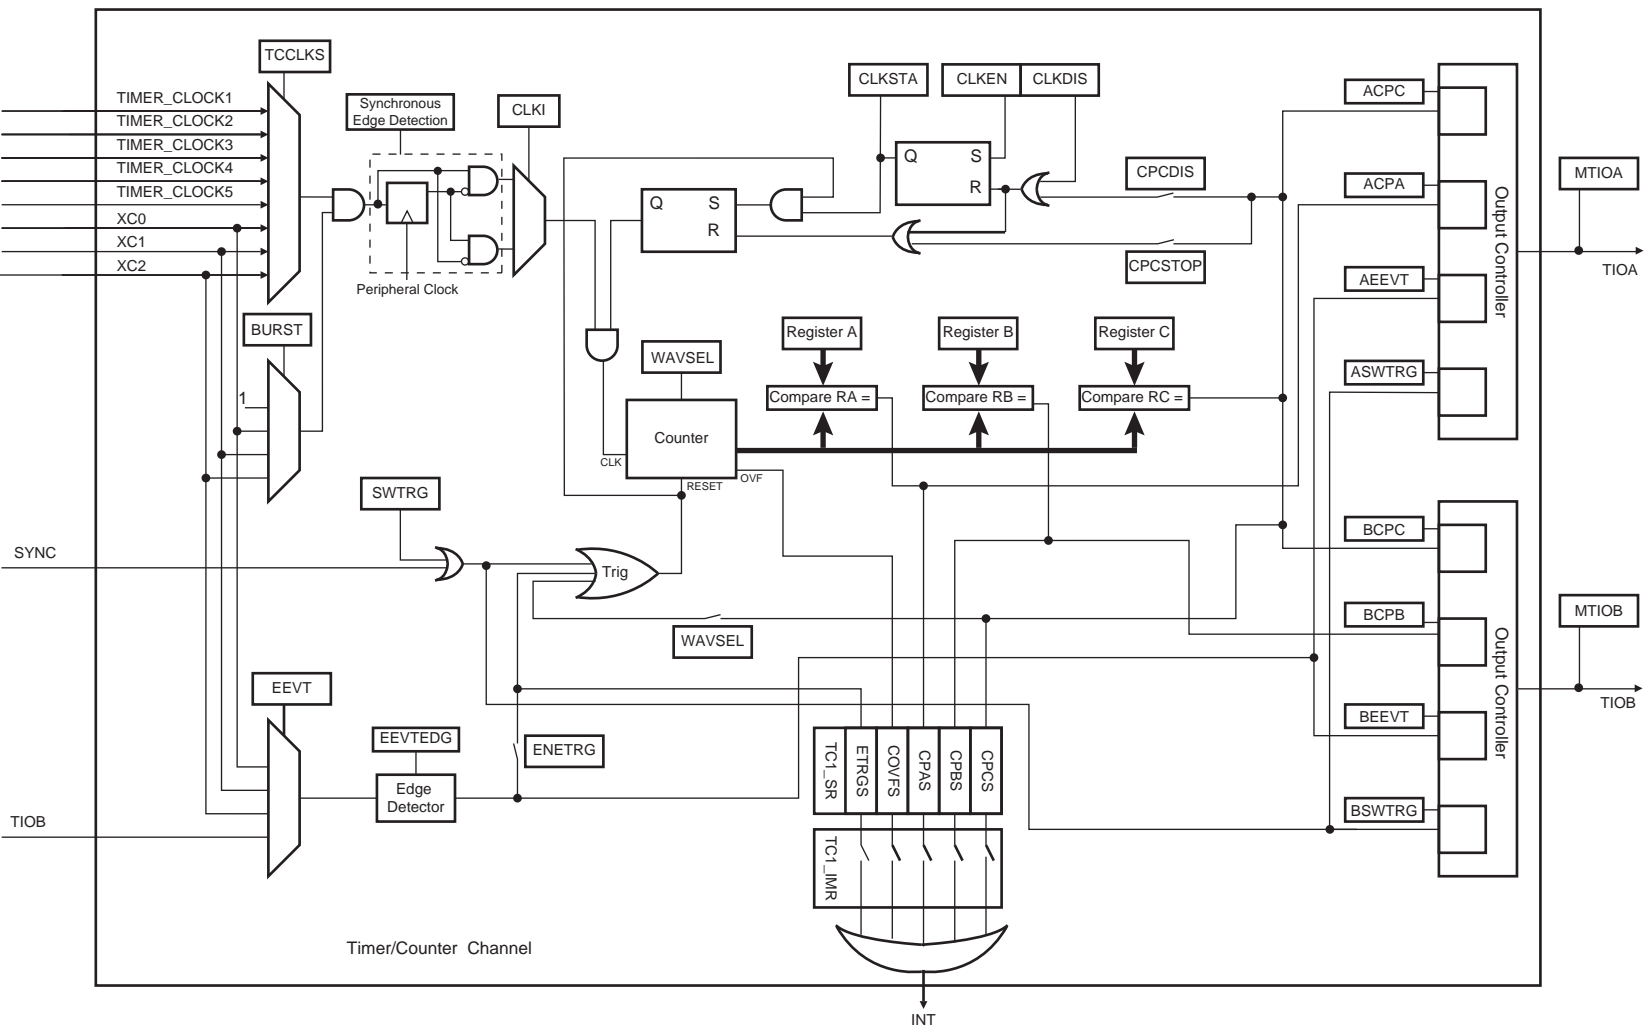 TCCLKS
TIMER_CLOCK1
TIMER_CLOCK2
TIMER_CLOCK3
TIMER_CLOCK4
TIMER_CLOCK5
XC0
XC1
XC2
Synchronous
Edge Detection
CLKI
Peripheral Clock
CLKSTA
CLKEN
CLKDIS
Q
S
R
Q
S
R
CPCDIS
CPCSTOP
ACPC
ACPA
AEEVT
ASWTRG
Output Controller
MTIOA
TIOA
BURST
1
WAVSEL
Register A
Register B
Register C
Compare RA =
Compare RB =
Compare RC =
Counter
CLK
RESET
OVF
SWTRG
SYNC
Trig
WAVSEL
BCPC
BCPB
BEEVT
BSWTRG
Output Controller
MTIOB
TIOB
EEVT
EEVTEDG
Edge
Detector
ENETRG
TIOB
TC1_SR
ETRGS
COVFS
CPAS
CPBS
CPCS
TC1_IMR
Timer/Counter Channel
INT